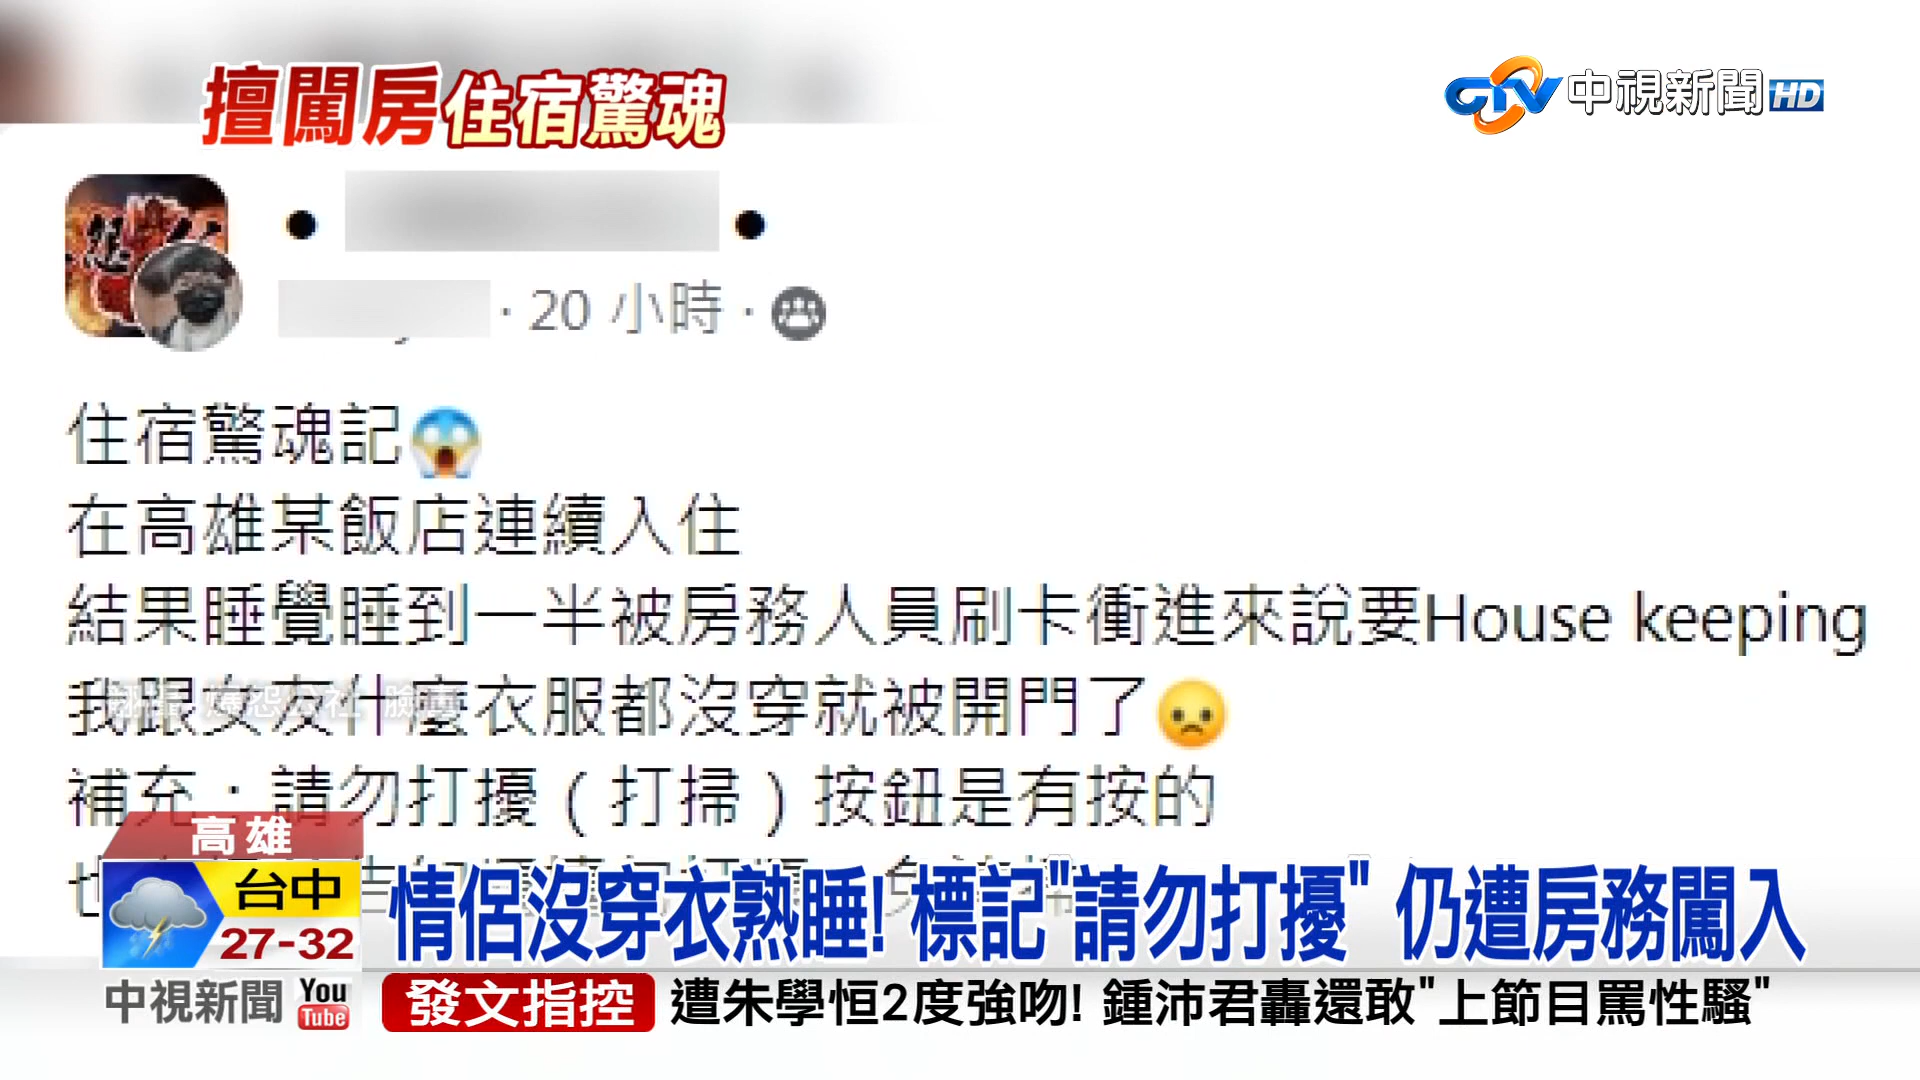 擅闖房住宿驚魂
CTV中視新聞HD
20 小時
住宿驚魂記
在高雄某飯店連續入住
結果睡覺睡到一半被房務人員刷卡衝進來說要House keeping
我跟女友什麼衣服都沒穿就被開門了
補充：請勿打擾（打掃）按鈕是有按的
高雄
台中
27-32
情侶沒穿衣熟睡! 標記"請勿打擾" 仍遭房務闖入
中視新聞 You Tube
發文指控 遭朱學恒2度強吻! 鍾沛君轟還敢"上節目罵性騷"